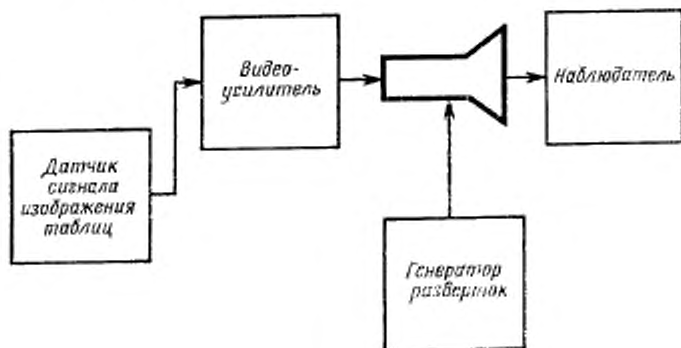 Видео-
усилитель
Наблюдатель
Датчик
сигнала
изображения
таблиц
Генератор
разверток